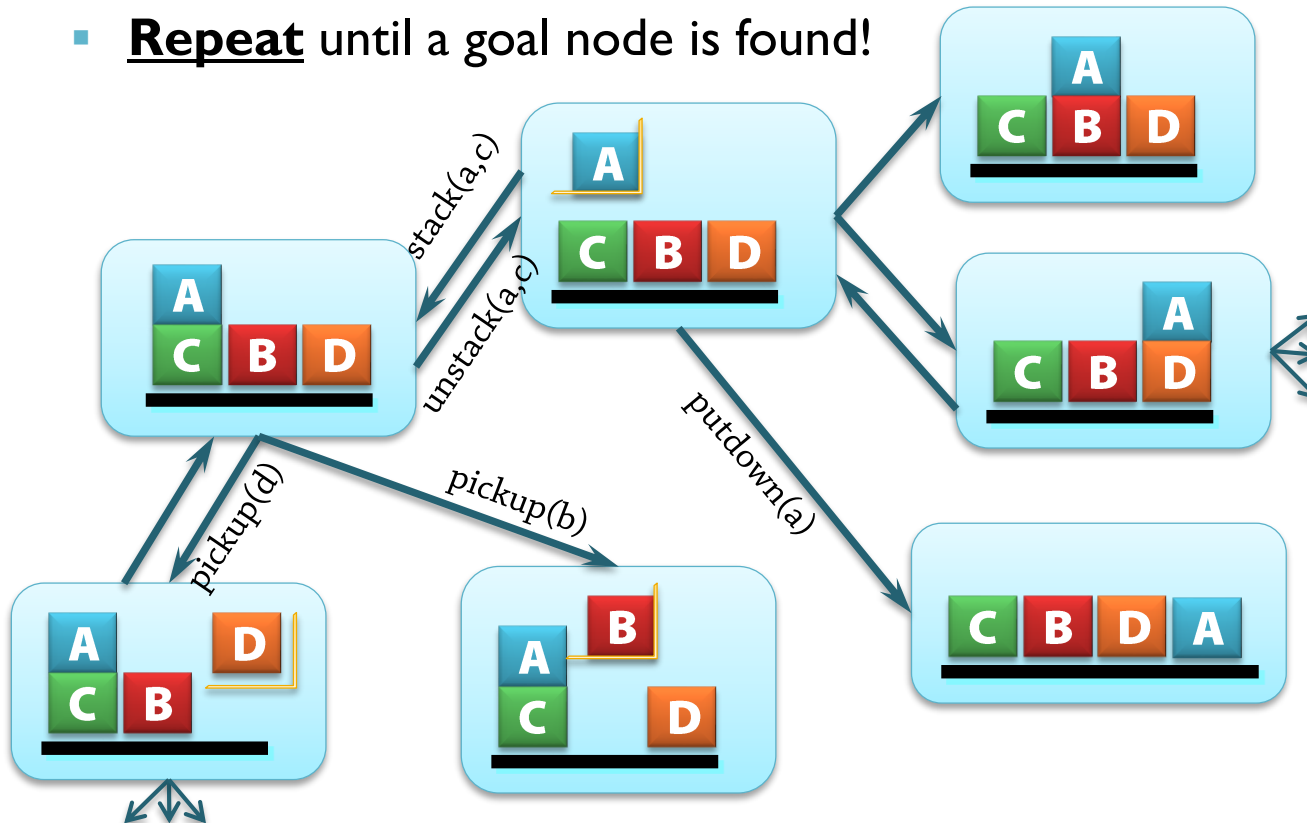 ▪ Repeat until a goal node is found!
A
C B D
A
C B D
stack(a,c)
unstack(a,c)
A
C B D
A
C B D
putdown(a)
pickup(d)
pickup(b)
A D
C B
B
A
C D
C B D A